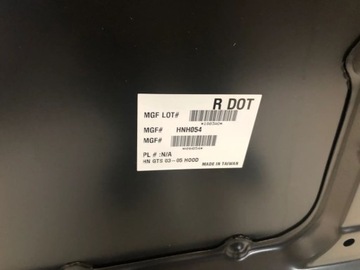 R DOT
MGF LOT#
MGF# HNH054
MGF#
PL # :N/A
HN GTS 03-05 HOOD
MADE IN TAIWAN